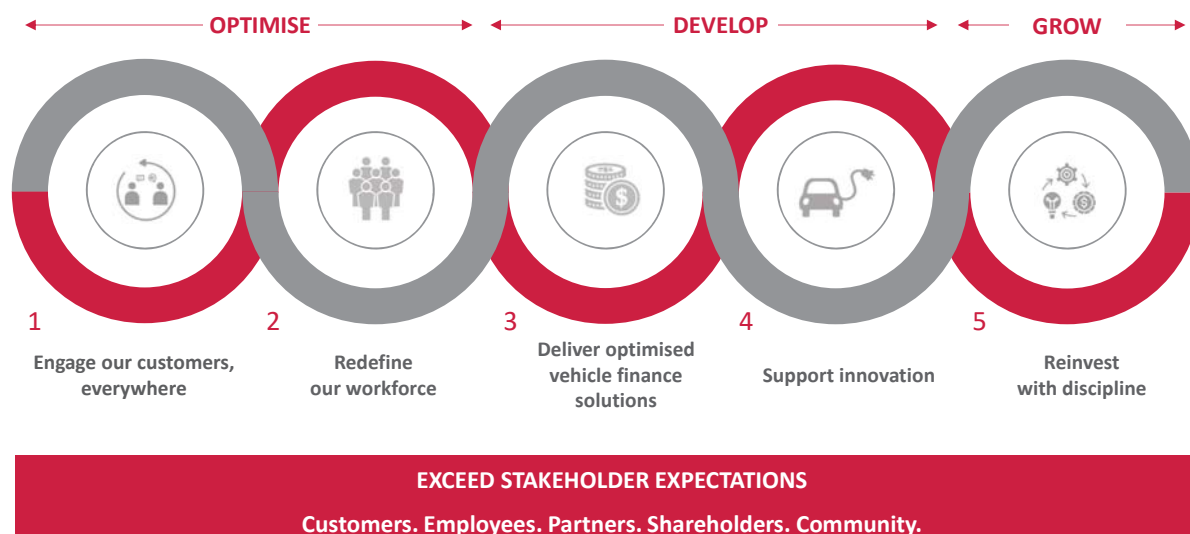 OPTIMISE
DEVELOP
GROW
1
2
3
4
5
Engage our customers,
everywhere
Redefine
our workforce
Deliver optimised
vehicle finance
solutions
Support innovation
Reinvest
with discipline
EXCEED STAKEHOLDER EXPECTATIONS
Customers. Employees. Partners. Shareholders. Community.